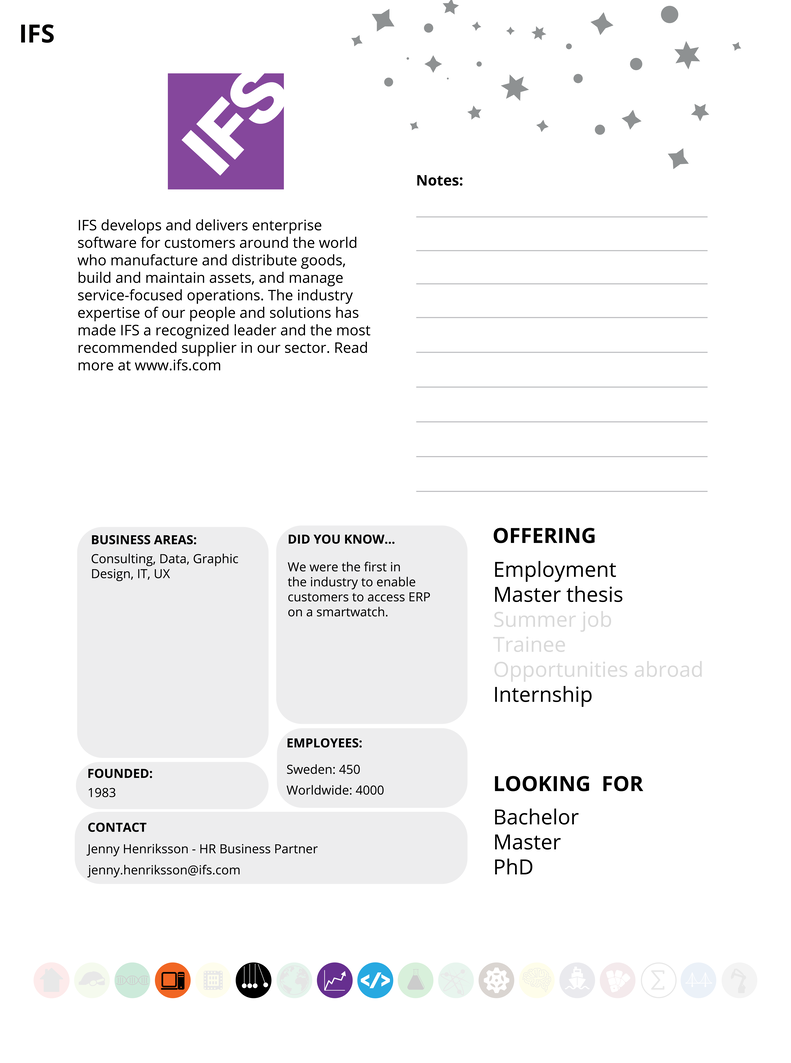 IFS
IFS
Notes:
IFS develops and delivers enterprise
software for customers around the world
who manufacture and distribute goods,
build and maintain assets, and manage
service-focused operations. The industry
expertise of our people and solutions has
made IFS a recognized leader and the most
recommended supplier in our sector. Read
more at www.ifs.com
BUSINESS AREAS:
Consulting, Data, Graphic
Design, IT, UX
DID YOU KNOW...
We were the first in
the industry to enable
customers to access ERP
on a smartwatch.
FOUNDED:
1983
EMPLOYEES:
Sweden: 450
Worldwide: 4000
CONTACT
Jenny Henriksson - HR Business Partner
jenny.henriksson@ifs.com
OFFERING
Employment
Master thesis
Summer job
Trainee
Opportunities abroad
Internship
LOOKING FOR
Bachelor
Master
PhD